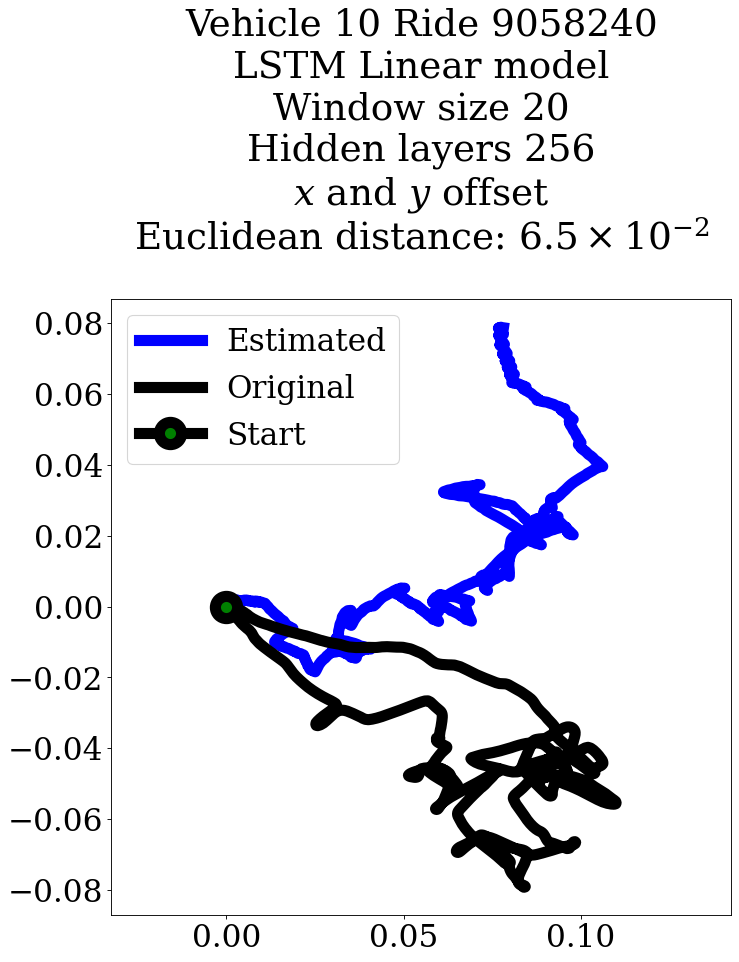 Vehicle 10 Ride 9058240
LSTM Linear model
Window size 20
Hidden layers 256
x and y offset
Euclidean distance: 6.5 × 10⁻²
Estimated
Original
Start
0.08
0.06
0.04
0.02
0.00
−0.02
−0.04
−0.06
−0.08
0.00 0.05 0.10